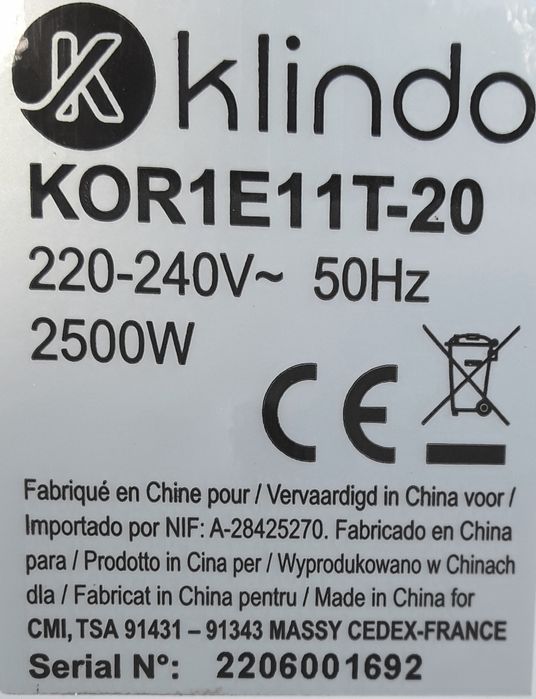 klindo
KOR1E11T-20
220-240V~ 50Hz
2500W
CE
Fabriqué en Chine pour / Vervaardigd in China voor /
Importado por NIF: A-28425270. Fabricado en China
para / Prodotto in Cina per / Wyprodukowano w Chinach
dla / Fabricat in China pentru / Made in China for
CMI, TSA 91431 – 91343 MASSY CEDEX-FRANCE
Serial N°: 2206001692